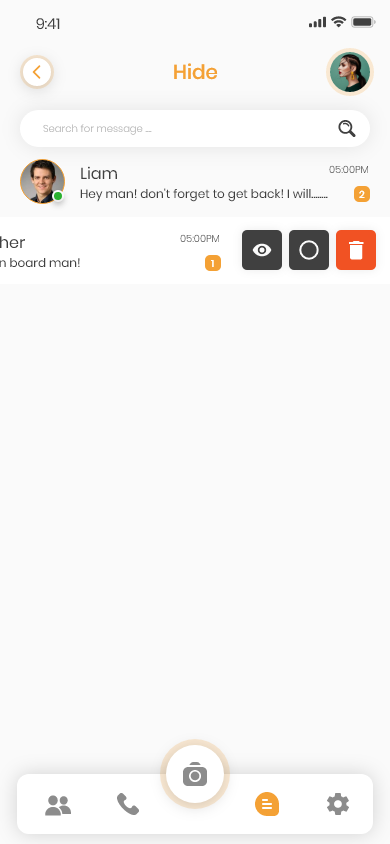 9:41
Hide
Search for message ...
Liam
05:00PM
Hey man! don't forget to get back! I will........
2
her
05:00PM
n board man!
1